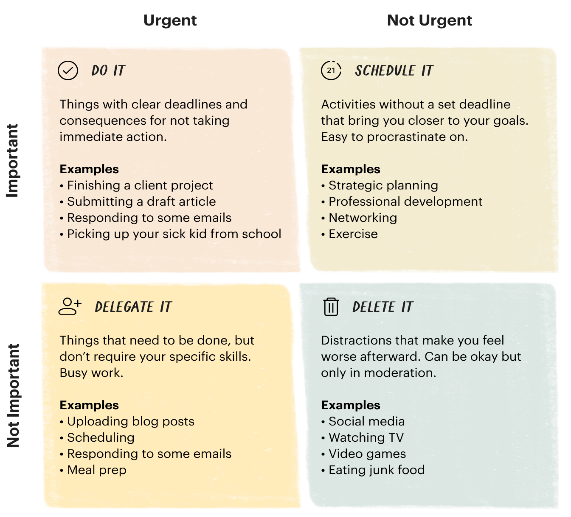 Urgent
Not Urgent
Important
DO IT
Things with clear deadlines and
consequences for not taking
immediate action.
Examples
• Finishing a client project
• Submitting a draft article
• Responding to some emails
• Picking up your sick kid from school
21
SCHEDULE IT
Activities without a set deadline
that bring you closer to your goals.
Easy to procrastinate on.
Examples
• Strategic planning
• Professional development
• Networking
• Exercise
Not Important
DELEGATE IT
Things that need to be done, but
don’t require your specific skills.
Busy work.
Examples
• Uploading blog posts
• Scheduling
• Responding to some emails
• Meal prep
DELETE IT
Distractions that make you feel
worse afterward. Can be okay but
only in moderation.
Examples
• Social media
• Watching TV
• Video games
• Eating junk food